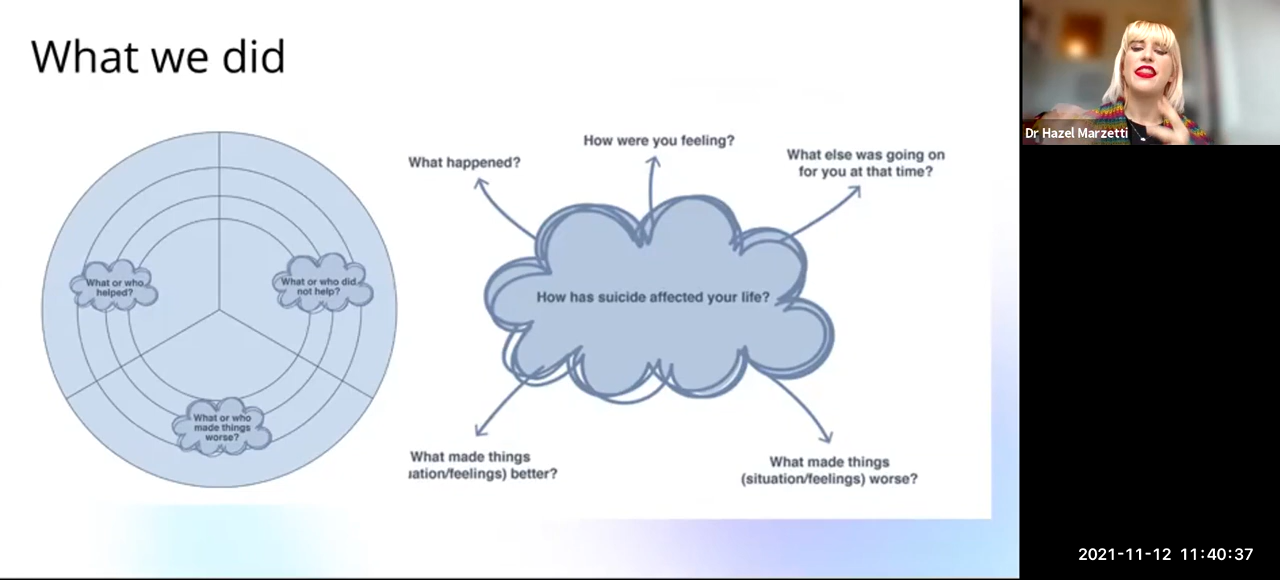 What we did
What or who
helped?
What or who did
not help?
What or who
made things
worse?
What happened?
How were you feeling?
What else was going on
for you at that time?
How has suicide affected your life?
What made things
ation/feelings) better?
What made things
(situation/feelings) worse?
Dr Hazel Marzetti
2021-11-12 11:40:37